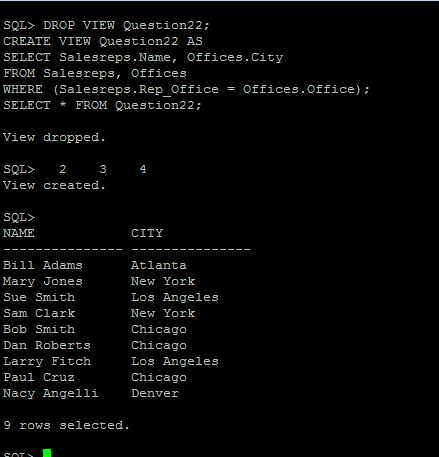 SQL> DROP VIEW Question22;
CREATE VIEW Question22 AS
SELECT Salesreps.Name, Offices.City
FROM Salesreps, Offices
WHERE (Salesreps.Rep_Office = Offices.Office);
SELECT * FROM Question22;
View dropped.
SQL>   2    3    4
View created.
SQL>
NAME            CITY
--------------- ---------------
Bill Adams      Atlanta
Mary Jones      New York
Sue Smith       Los Angeles
Sam Clark       New York
Bob Smith       Chicago
Dan Roberts     Chicago
Larry Fitch     Los Angeles
Paul Cruz       Chicago
Nacy Angelli    Denver
9 rows selected.
SQL>